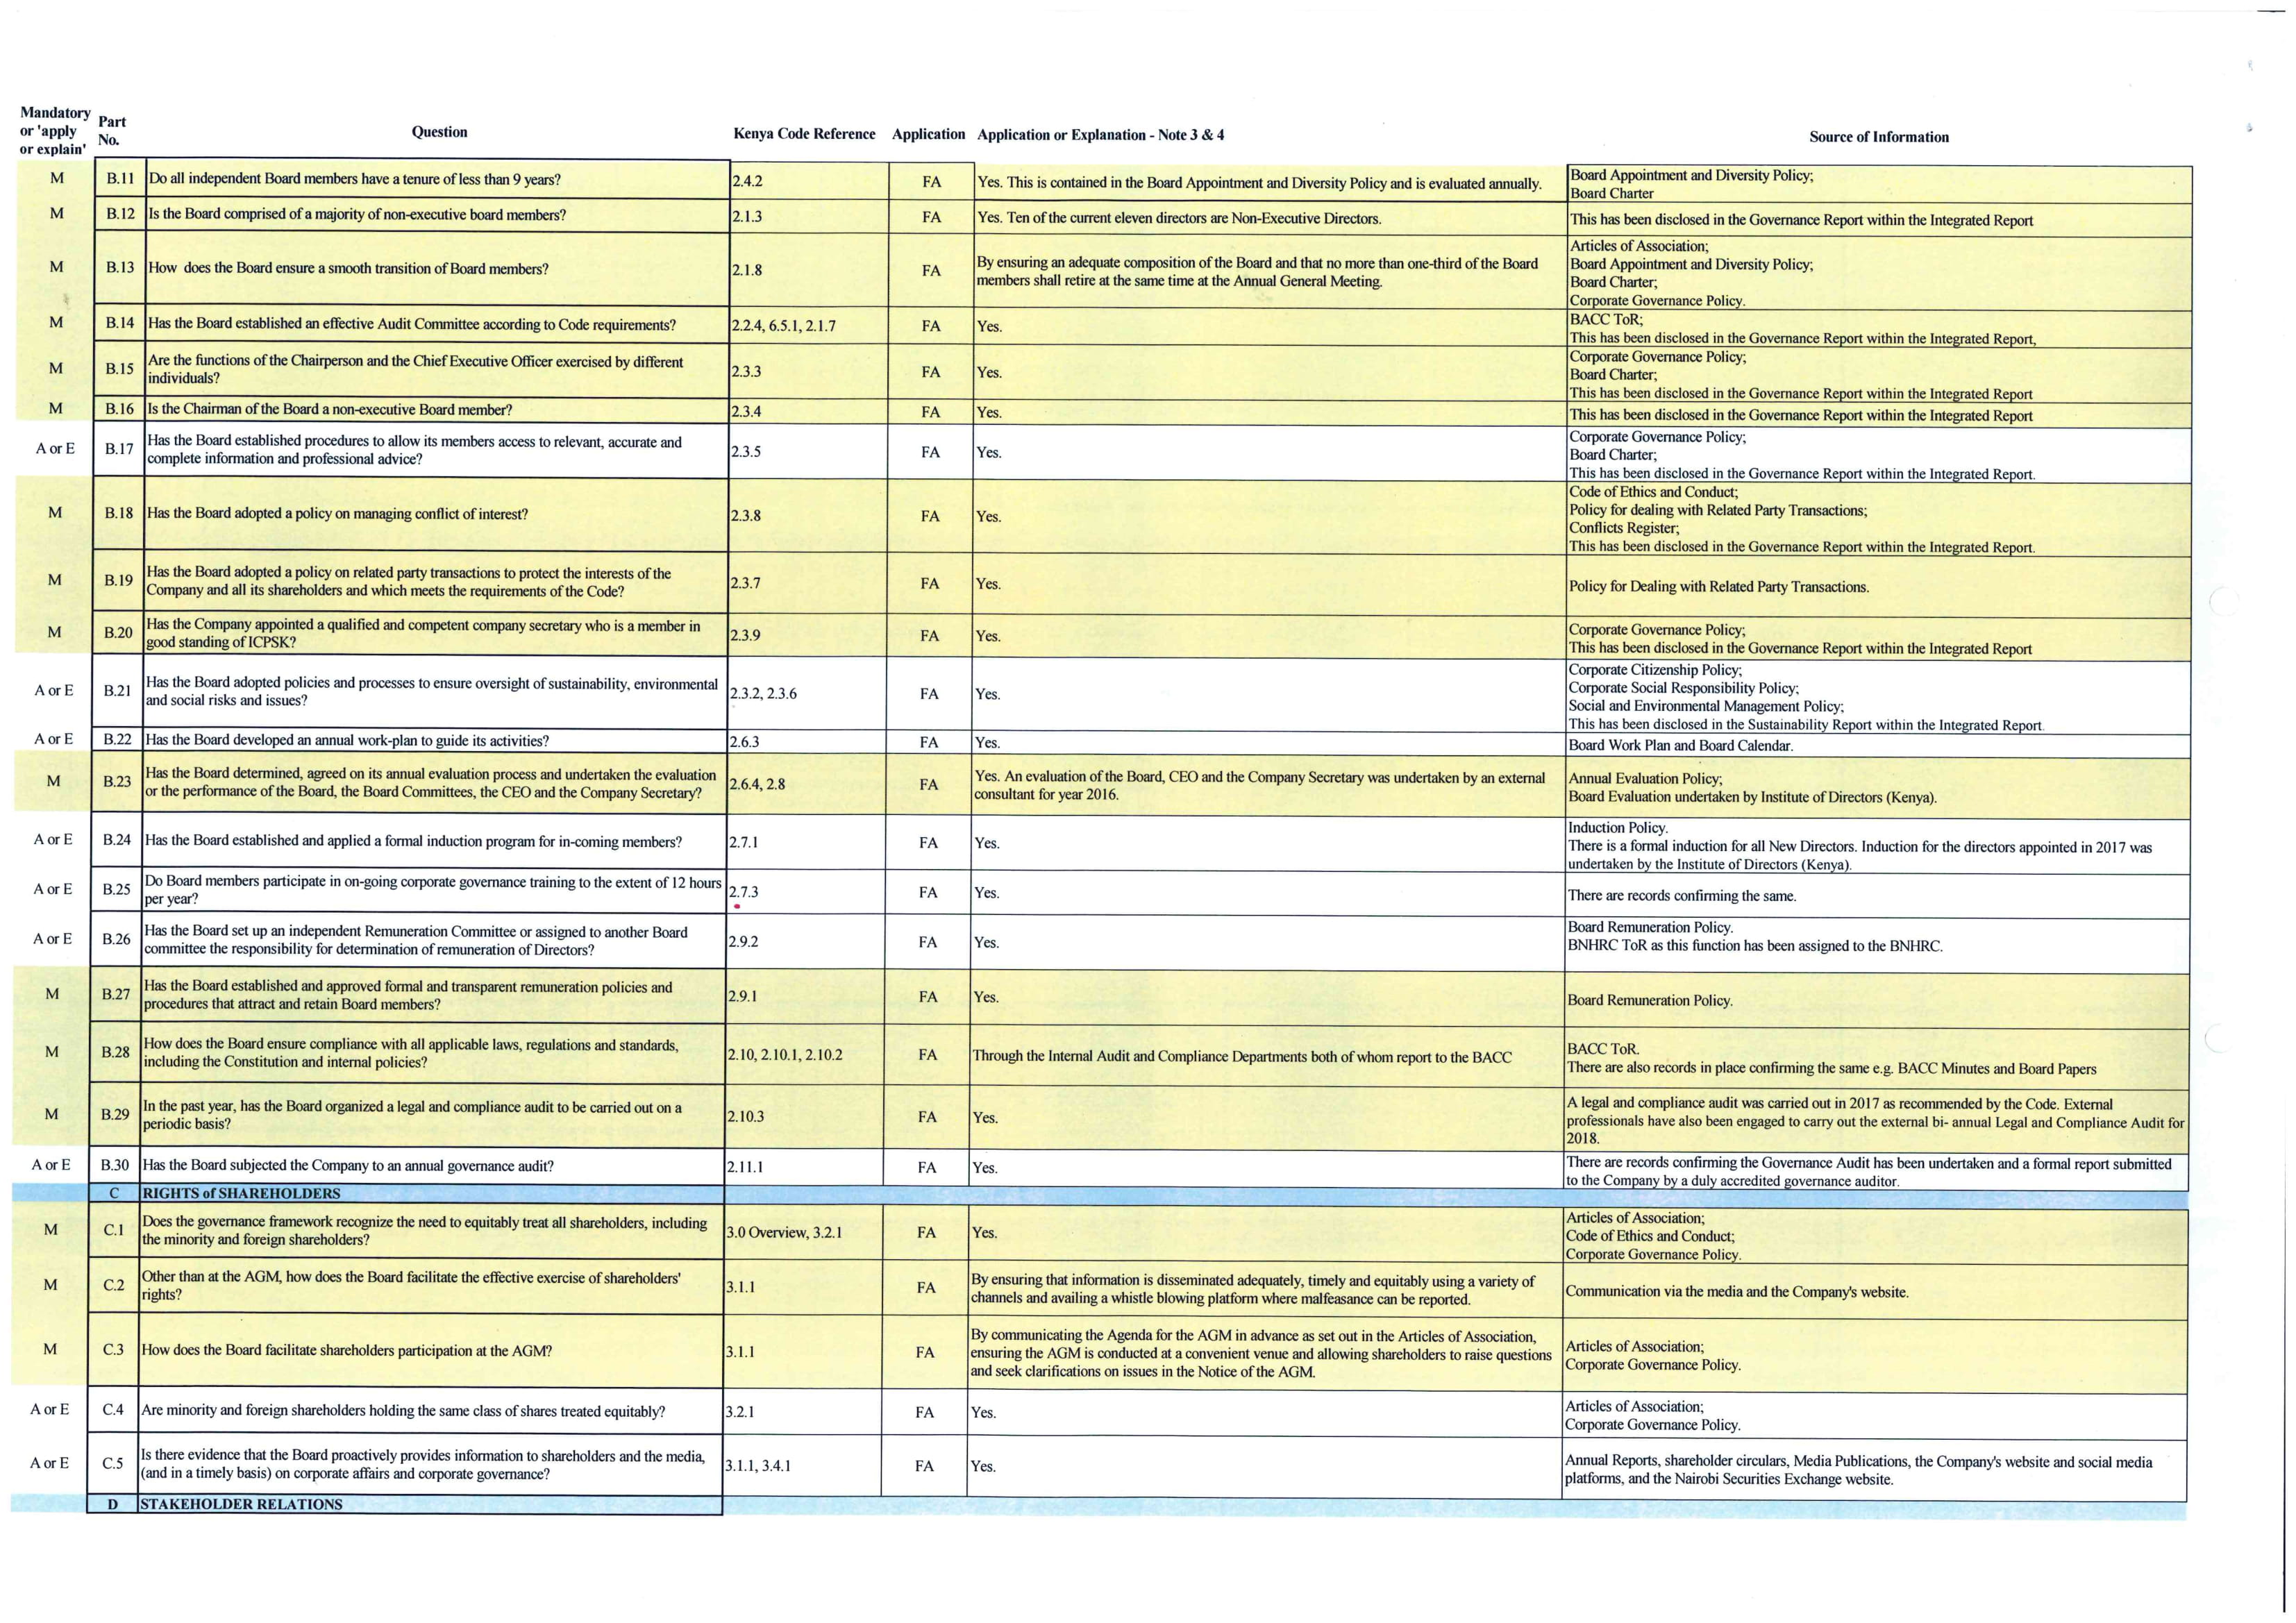 Mandatory or 'apply or explain' Part No. Question Kenya Code Reference Application Application or Explanation - Note 3 & 4 Source of Information
M B.11 Do all independent Board members have a tenure of less than 9 years? 2.4.2 FA Yes. This is contained in the Board Appointment and Diversity Policy and is evaluated annually. Board Appointment and Diversity Policy;
Board Charter
M B.12 Is the Board comprised of a majority of non-executive board members? 2.1.3 FA Yes. Ten of the current eleven directors are Non-Executive Directors. This has been disclosed in the Governance Report within the Integrated Report
M B.13 How does the Board ensure a smooth transition of Board members? 2.1.8 FA By ensuring an adequate composition of the Board and that no more than one-third of the Board
members shall retire at the same time at the Annual General Meeting.
Articles of Association;
Board Appointment and Diversity Policy;
Board Charter;
Corporate Governance Policy.
M B.14 Has the Board established an effective Audit Committee according to Code requirements? 2.2.4, 6.5.1, 2.1.7 FA Yes. BACC ToR;
This has been disclosed in the Governance Report within the Integrated Report,
M B.15 Are the functions of the Chairperson and the Chief Executive Officer exercised by different
individuals? 2.3.3 FA Yes.
Corporate Governance Policy;
Board Charter;
This has been disclosed in the Governance Report within the Integrated Report
M B.16 Is the Chairman of the Board a non-executive Board member? 2.3.4 FA Yes. This has been disclosed in the Governance Report within the Integrated Report
A or E B.17 Has the Board established procedures to allow its members access to relevant, accurate and
complete information and professional advice? 2.3.5 FA Yes.
Corporate Governance Policy;
Board Charter;
This has been disclosed in the Governance Report within the Integrated Report.
M B.18 Has the Board adopted a policy on managing conflict of interest? 2.3.8 FA Yes.
Code of Ethics and Conduct;
Policy for dealing with Related Party Transactions;
Conflicts Register;
This has been disclosed in the Governance Report within the Integrated Report.
M B.19 Has the Board adopted a policy on related party transactions to protect the interests of the
Company and all its shareholders and which meets the requirements of the Code? 2.3.7 FA Yes. Policy for Dealing with Related Party Transactions.
M B.20 Has the Company appointed a qualified and competent company secretary who is a member in
good standing of ICPSK? 2.3.9 FA Yes.
Corporate Governance Policy;
This has been disclosed in the Governance Report within the Integrated Report
A or E B.21 Has the Board adopted policies and processes to ensure oversight of sustainability, environmental
and social risks and issues? 2.3.2, 2.3.6 FA Yes.
Corporate Citizenship Policy;
Corporate Social Responsibility Policy;
Social and Environmental Management Policy;
This has been disclosed in the Sustainability Report within the Integrated Report.
A or E B.22 Has the Board developed an annual work-plan to guide its activities? 2.6.3 FA Yes. Board Work Plan and Board Calendar.
M B.23 Has the Board determined, agreed on its annual evaluation process and undertaken the evaluation
or the performance of the Board, the Board Committees, the CEO and the Company Secretary? 2.6.4, 2.8 FA Yes. An evaluation of the Board, CEO and the Company Secretary was undertaken by an external
consultant for year 2016.
Annual Evaluation Policy;
Board Evaluation undertaken by Institute of Directors (Kenya).
A or E B.24 Has the Board established and applied a formal induction program for in-coming members? 2.7.1 FA Yes.
Induction Policy.
There is a formal induction for all New Directors. Induction for the directors appointed in 2017 was
undertaken by the Institute of Directors (Kenya).
A or E B.25 Do Board members participate in on-going corporate governance training to the extent of 12 hours
per year? 2.7.3 FA Yes. There are records confirming the same.
A or E B.26 Has the Board set up an independent Remuneration Committee or assigned to another Board
committee the responsibility for determination of remuneration of Directors? 2.9.2 FA Yes.
Board Remuneration Policy.
BNHRC ToR as this function has been assigned to the BNHRC.
M B.27 Has the Board established and approved formal and transparent remuneration policies and
procedures that attract and retain Board members? 2.9.1 FA Yes. Board Remuneration Policy.
M B.28 How does the Board ensure compliance with all applicable laws, regulations and standards,
including the Constitution and internal policies? 2.10, 2.10.1, 2.10.2 FA Through the Internal Audit and Compliance Departments both of whom report to the BACC
BACC ToR.
There are also records in place confirming the same e.g. BACC Minutes and Board Papers
M B.29 In the past year, has the Board organized a legal and compliance audit to be carried out on a
periodic basis? 2.10.3 FA Yes.
A legal and compliance audit was carried out in 2017 as recommended by the Code. External
professionals have also been engaged to carry out the external bi- annual Legal and Compliance Audit for
2018.
A or E B.30 Has the Board subjected the Company to an annual governance audit? 2.11.1 FA Yes. There are records confirming the Governance Audit has been undertaken and a formal report submitted
to the Company by a duly accredited governance auditor.
C RIGHTS of SHAREHOLDERS
M C.1 Does the governance framework recognize the need to equitably treat all shareholders, including
the minority and foreign shareholders? 3.0 Overview, 3.2.1 FA Yes.
Articles of Association;
Code of Ethics and Conduct;
Corporate Governance Policy.
M C.2 Other than at the AGM, how does the Board facilitate the effective exercise of shareholders'
rights? 3.1.1 FA By ensuring that information is disseminated adequately, timely and equitably using a variety of
channels and availing a whistle blowing platform where malfeasance can be reported.
Communication via the media and the Company's website.
M C.3 How does the Board facilitate shareholders participation at the AGM? 3.1.1 FA By communicating the Agenda for the AGM in advance as set out in the Articles of Association,
ensuring the AGM is conducted at a convenient venue and allowing shareholders to raise questions
and seek clarifications on issues in the Notice of the AGM.
Articles of Association;
Corporate Governance Policy.
A or E C.4 Are minority and foreign shareholders holding the same class of shares treated equitably? 3.2.1 FA Yes.
Articles of Association;
Corporate Governance Policy.
A or E C.5 Is there evidence that the Board proactively provides information to shareholders and the media,
(and in a timely basis) on corporate affairs and corporate governance? 3.1.1, 3.4.1 FA Yes.
Annual Reports, shareholder circulars, Media Publications, the Company's website and social media
platforms, and the Nairobi Securities Exchange website.
D STAKEHOLDER RELATIONS